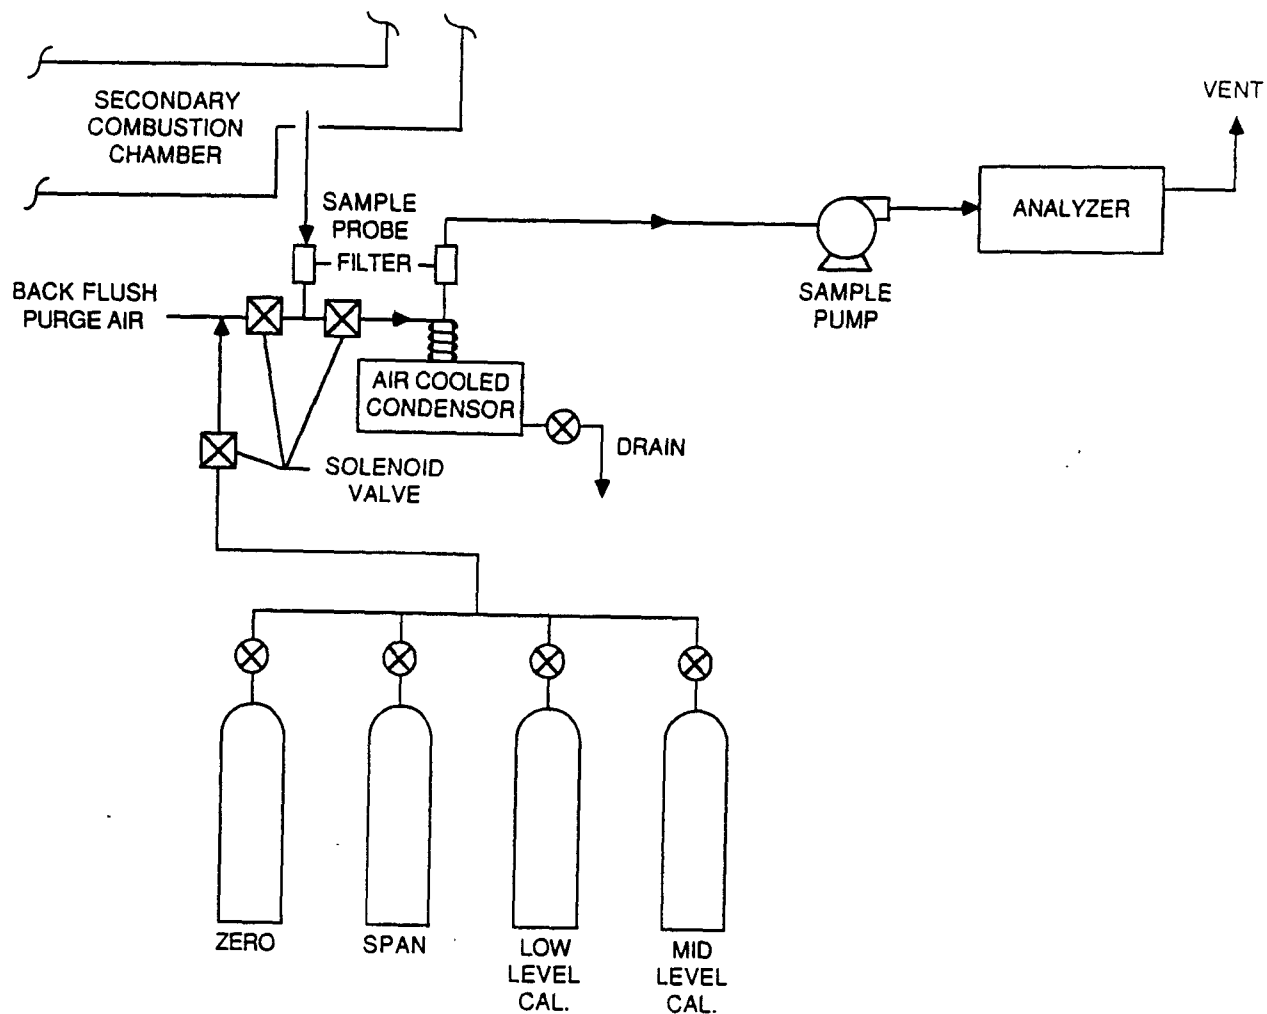 SECONDARY
COMBUSTION
CHAMBER
VENT
ANALYZER
SAMPLE
PROBE
FILTER
BACK FLUSH
PURGE AIR
SAMPLE
PUMP
AIR COOLED
CONDENSOR
DRAIN
SOLENOID
VALVE
ZERO
SPAN
LOW
LEVEL
CAL.
MID
LEVEL
CAL.